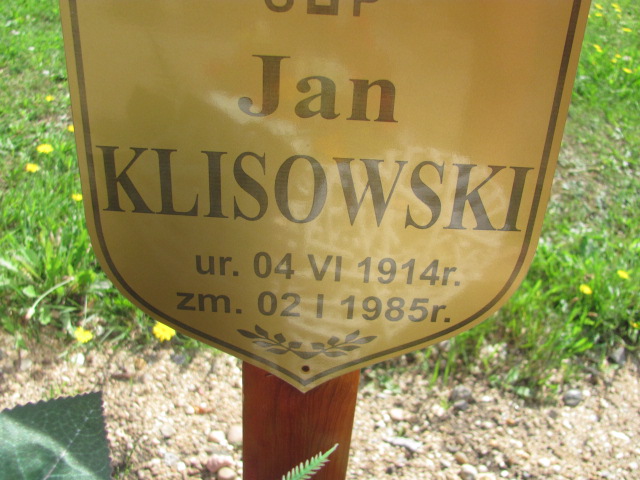 Jan
KLISOWSKI
ur. 04 VI 1914r.
zm. 02 I 1985r.